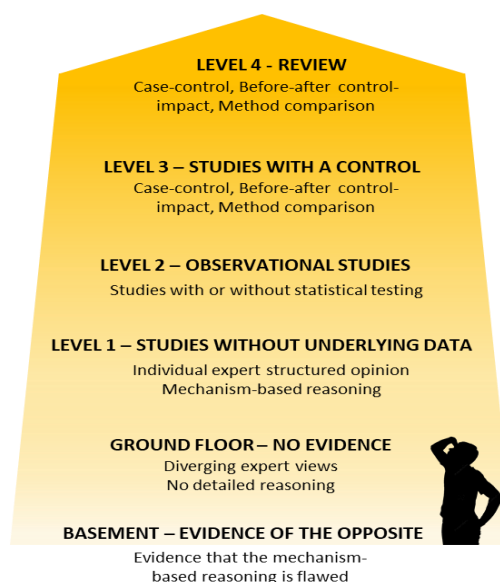 LEVEL 4 - REVIEW
Case-control, Before-after control-
impact, Method comparison
LEVEL 3 – STUDIES WITH A CONTROL
Case-control, Before-after control-
impact, Method comparison
LEVEL 2 – OBSERVATIONAL STUDIES
Studies with or without statistical testing
LEVEL 1 – STUDIES WITHOUT UNDERLYING DATA
Individual expert structured opinion
Mechanism-based reasoning
GROUND FLOOR – NO EVIDENCE
Diverging expert views
No detailed reasoning
BASEMENT – EVIDENCE OF THE OPPOSITE
Evidence that the mechanism-
based reasoning is flawed